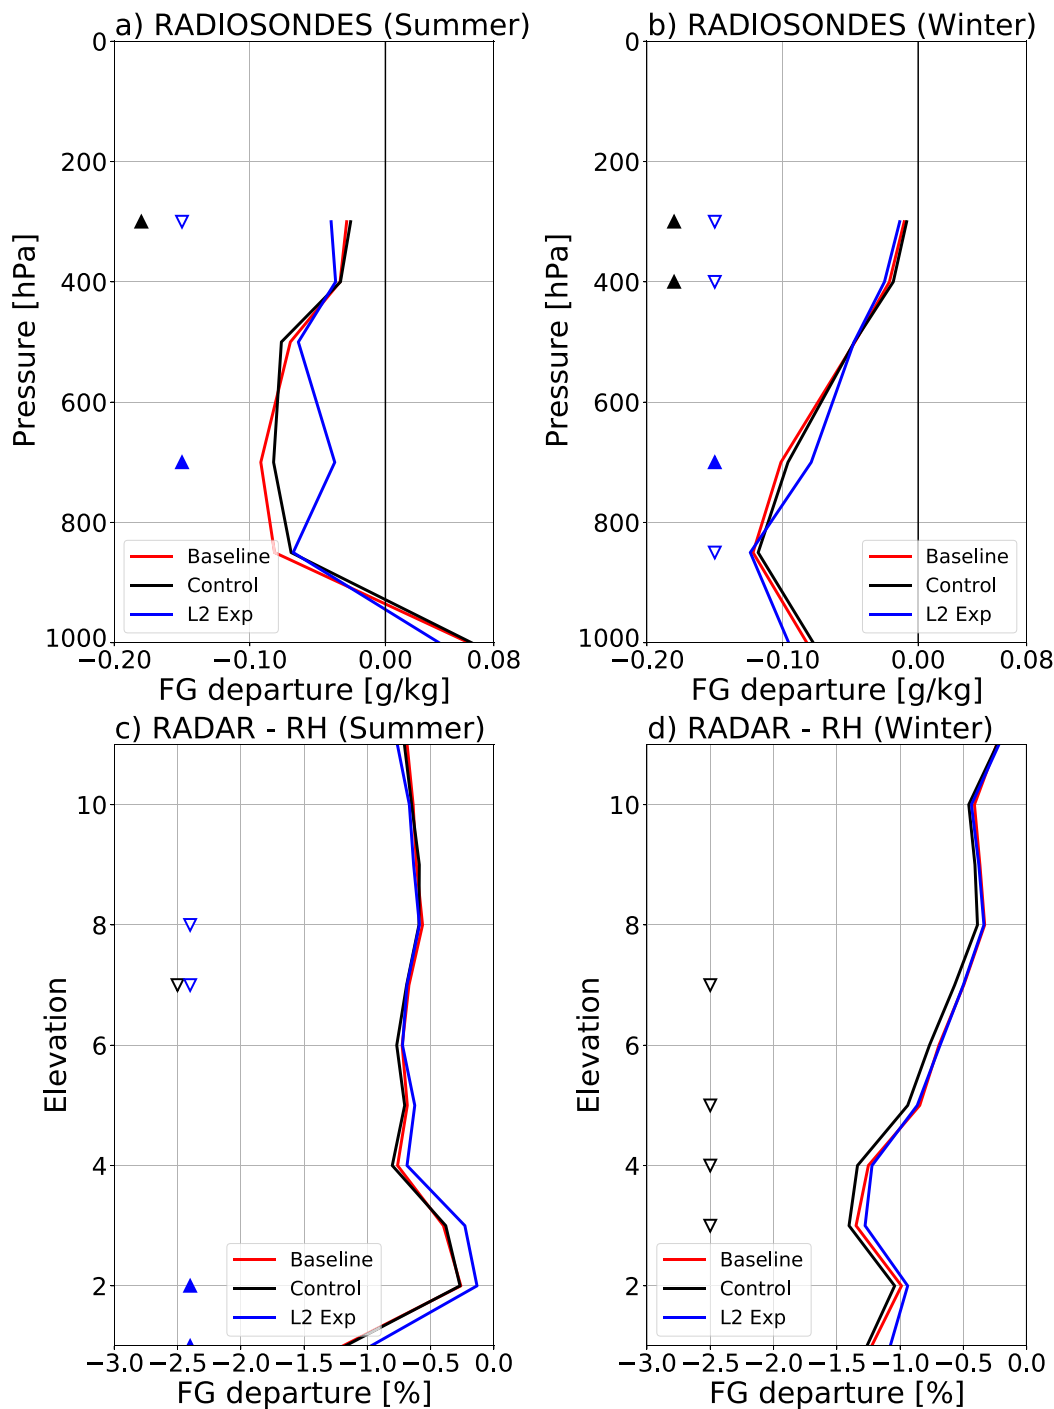 a) RADIOSONDES (Summer)
0
200
400
600
800
1000
Pressure [hPa]
Baseline
Control
L2 Exp
−0.20
−0.10
0.00
0.08
FG departure [g/kg]
b) RADIOSONDES (Winter)
0
200
400
600
800
1000
Pressure [hPa]
Baseline
Control
L2 Exp
−0.20
−0.10
0.00
0.08
FG departure [g/kg]
c) RADAR - RH (Summer)
10
8
6
4
2
Elevation
Baseline
Control
L2 Exp
−3.0
−2.5
−2.0
−1.5
−1.0
−0.5
0.0
FG departure [%]
d) RADAR - RH (Winter)
10
8
6
4
2
Elevation
Baseline
Control
L2 Exp
−3.0
−2.5
−2.0
−1.5
−1.0
−0.5
0.0
FG departure [%]